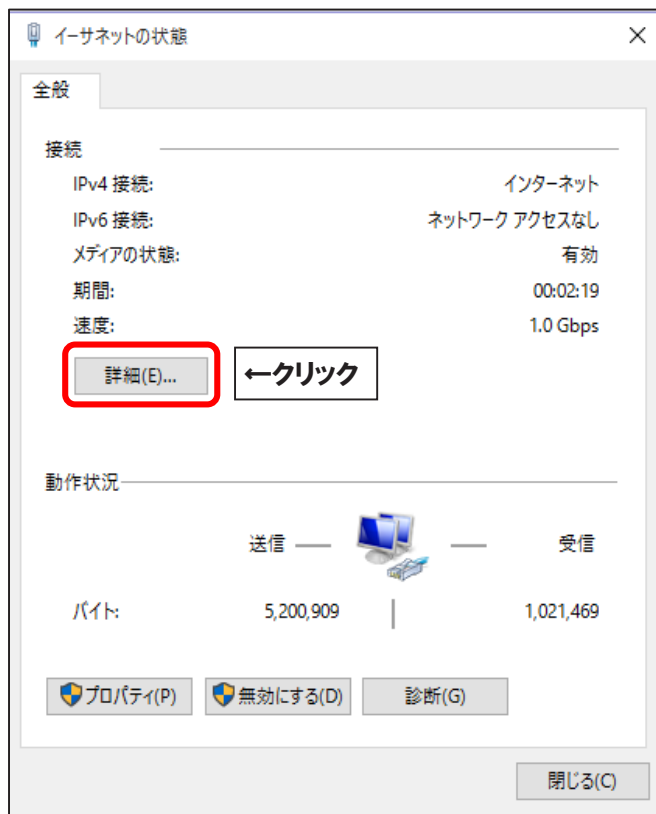 イーサネットの状態
全般
接続
IPv4 接続: インターネット
IPv6 接続: ネットワーク アクセスなし
メディアの状態: 有効
期間: 00:02:19
速度: 1.0 Gbps
詳細(E)... ←クリック
動作状況
送信 受信
バイト: 5,200,909 1,021,469
プロパティ(P) 無効にする(D) 診断(G)
閉じる(C)